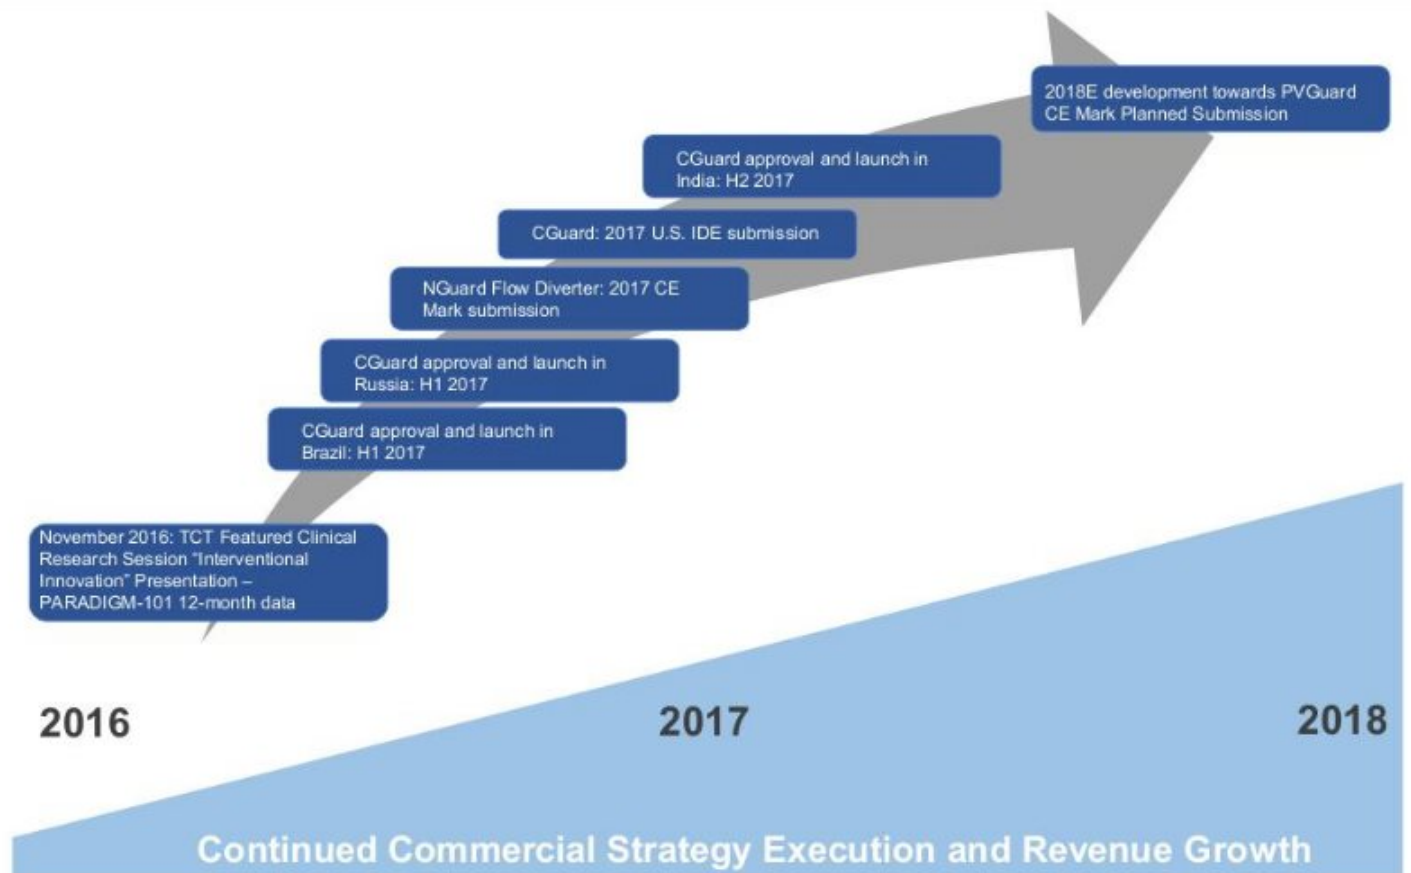 2018E development towards PVGuard
CE Mark Planned Submission
CGuard approval and launch in
India: H2 2017
CGuard: 2017 U.S. IDE submission
NGuard Flow Diverter: 2017 CE
Mark submission
CGuard approval and launch in
Russia: H1 2017
CGuard approval and launch in
Brazil: H1 2017
November 2016: TCT Featured Clinical
Research Session "Interventional
Innovation" Presentation –
PARADIGM-101 12-month data
2016
2017
2018
Continued Commercial Strategy Execution and Revenue Growth